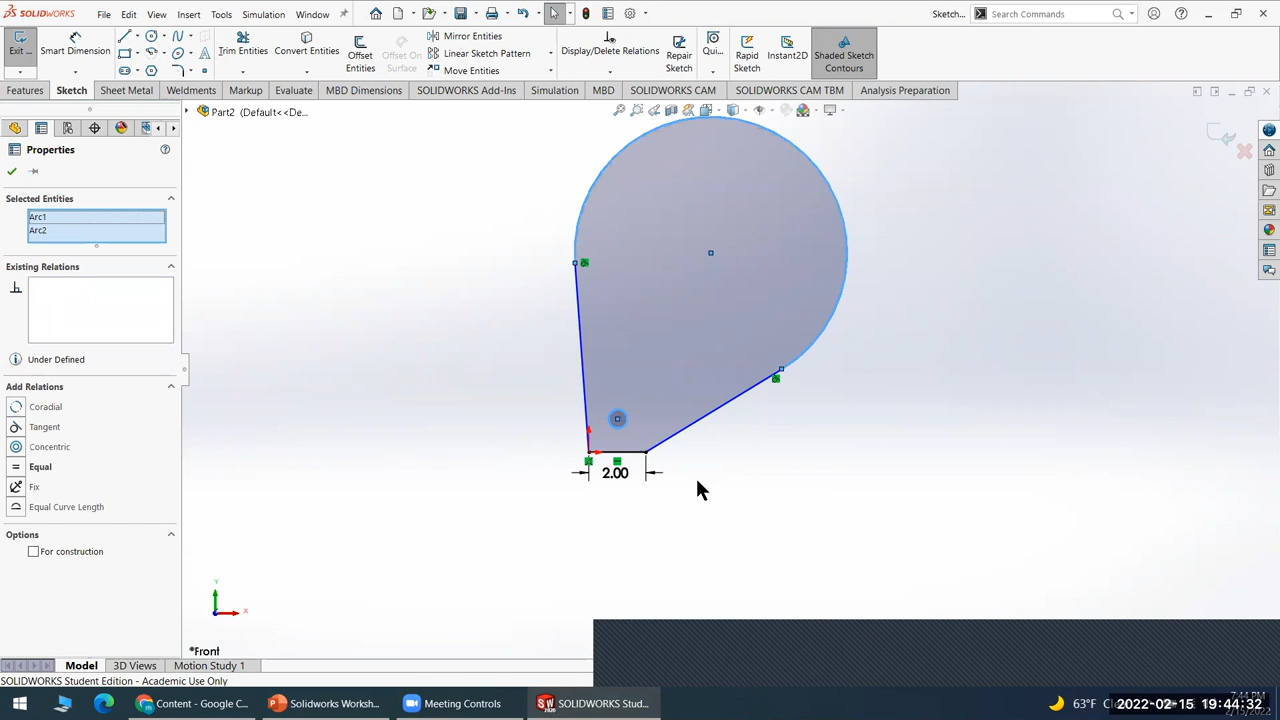 SOLIDWORKS
File
Edit
View
Insert
Tools
Simulation
Window
Sketch...
Search Commands
Exit ...
Smart Dimension
Trim Entities
Convert Entities
Offset Entities
Offset On Surface
Mirror Entities
Linear Sketch Pattern
Move Entities
Display/Delete Relations
Repair Sketch
Qui...
Rapid Sketch
Instant2D
Shaded Sketch Contours
Features
Sketch
Sheet Metal
Weldments
Markup
Evaluate
MBD Dimensions
SOLIDWORKS Add-Ins
Simulation
MBD
SOLIDWORKS CAM
SOLIDWORKS CAM TBM
Analysis Preparation
Part2 (Default<<De...
Properties
Selected Entities
Arc1
Arc2
Existing Relations
Under Defined
Add Relations
Coradial
Tangent
Concentric
Equal
Fix
Equal Curve Length
Options
For construction
2.00
Y
X
*Front
Model
3D Views
Motion Study 1
SOLIDWORKS Student Edition - Academic Use Only
Content - Google C...
Solidworks Worksh...
Meeting Controls
SOLIDWORKS Stud...
63°F
2022-02-15 19:44:32